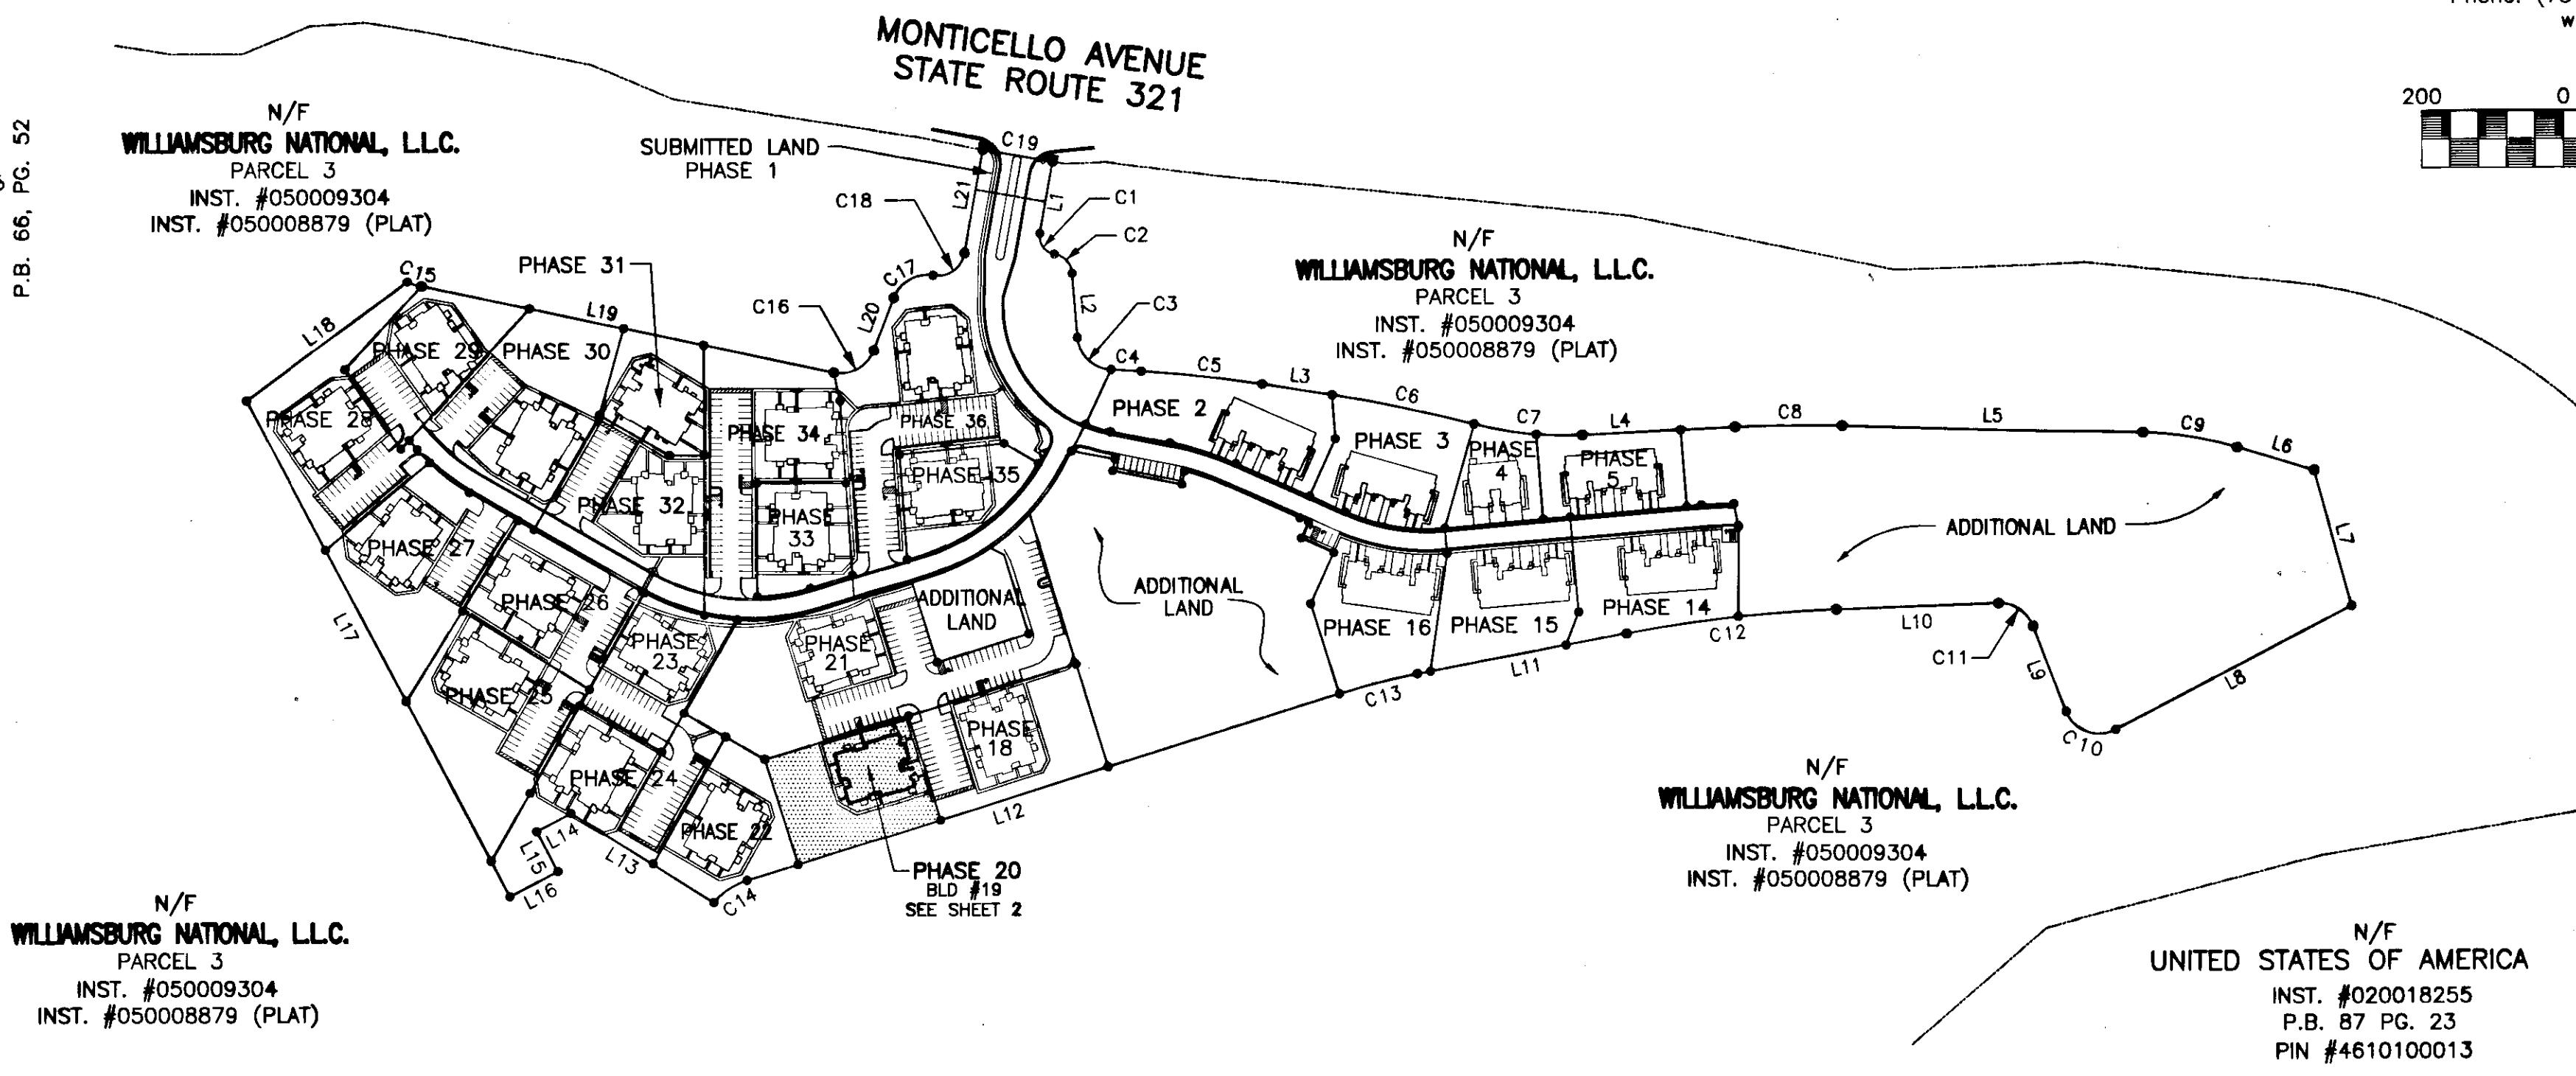 MONTICELLO AVENUE
STATE ROUTE 321
200 0
P.B. 66, PG. 52
N/F
WILLIAMSBURG NATIONAL, L.L.C.
PARCEL 3
INST. #050009304
INST. #050008879 (PLAT)
SUBMITTED LAND
PHASE 1
C19
L21
L1
C18
C1
C2
C17
L20
C16
L2
C3
N/F
WILLIAMSBURG NATIONAL, L.L.C.
PARCEL 3
INST. #050009304
INST. #050008879 (PLAT)
C15
L18
L19
PHASE 31
PHASE 29
PHASE 30
PHASE 28
PHASE 34
PHASE 36
PHASE 35
PHASE 32
PHASE
33
PHASE 27
PHASE 26
PHASE 25
PHASE
23
PHASE
21
ADDITIONAL
LAND
PHASE 24
PHASE 22
PHASE
18
L17
L14
L15
L16
L13
C14
L12
PHASE 20
BLD #19
SEE SHEET 2
C4
C5
L3
C6
C7
L4
C8
L5
C9
L6
L7
PHASE 2
PHASE 3
PHASE
4
PHASE
5
ADDITIONAL
LAND
ADDITIONAL LAND
PHASE 16
PHASE 15
PHASE 14
C13
L11
C12
L10
C11
L9
C10
L8
N/F
WILLIAMSBURG NATIONAL, L.L.C.
PARCEL 3
INST. #050009304
INST. #050008879 (PLAT)
N/F
WILLIAMSBURG NATIONAL, L.L.C.
PARCEL 3
INST. #050009304
INST. #050008879 (PLAT)
N/F
UNITED STATES OF AMERICA
INST. #020018255
P.B. 87 PG. 23
PIN #4610100013